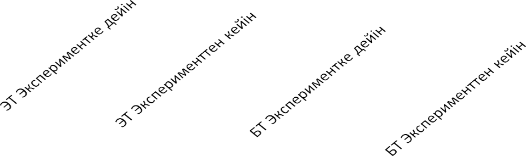 ЭТ Экспериментке дейін
ЭТ Эксперименттен кейін
БТ Экспериментке дейін
БТ Эксперименттен кейін